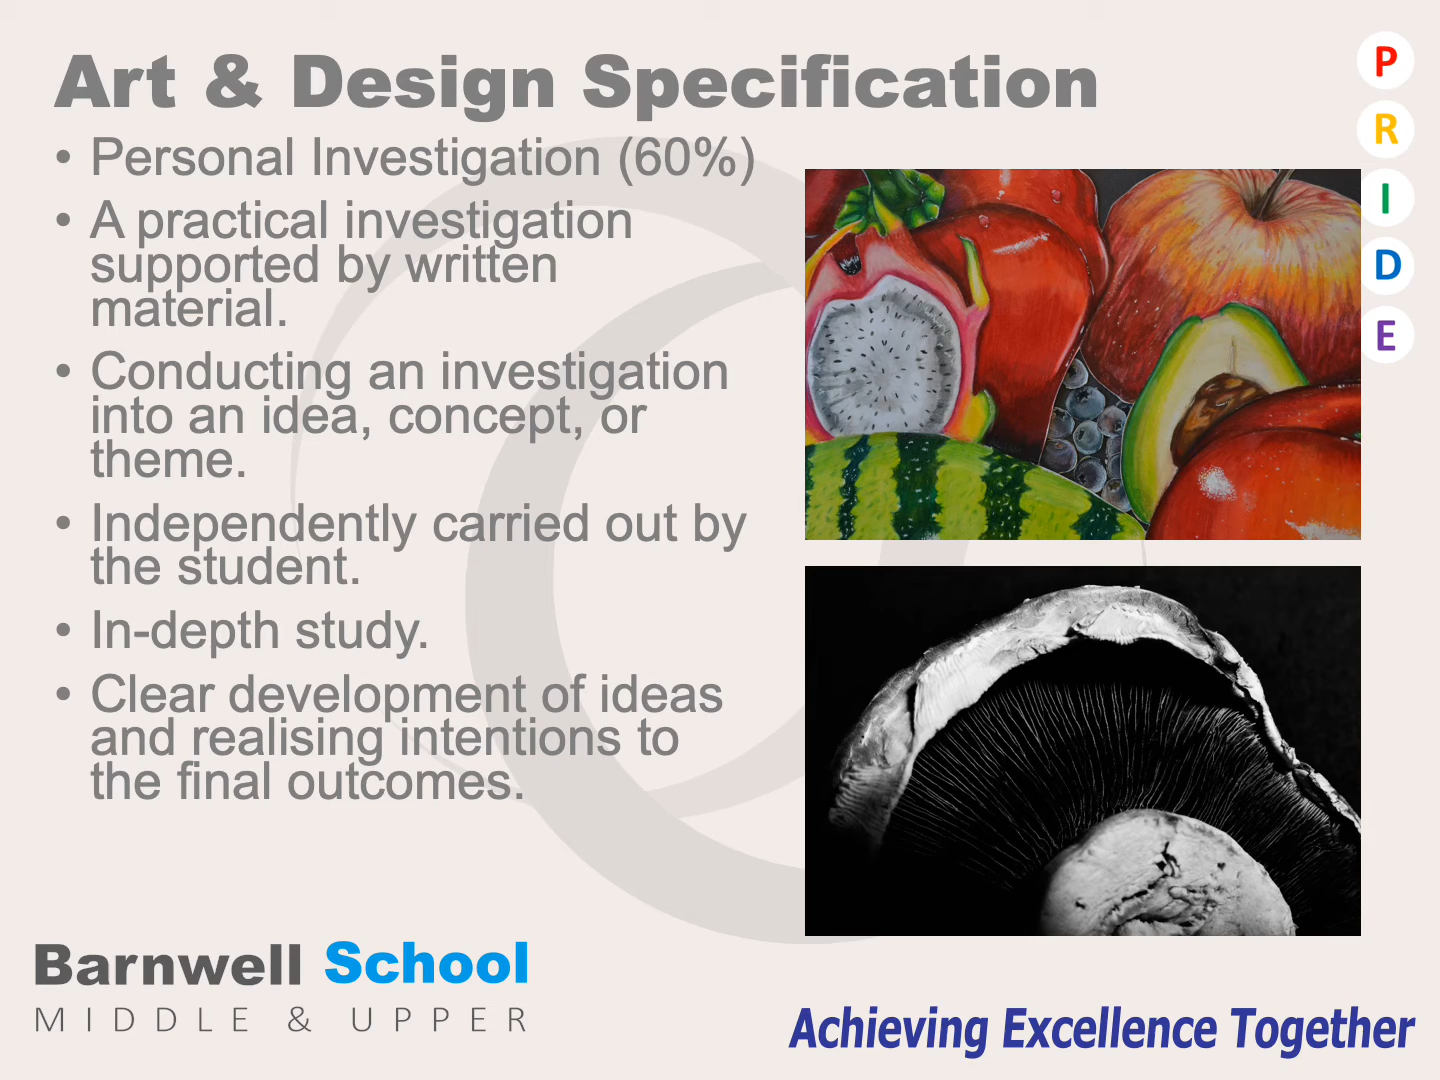 Art & Design Specification
• Personal Investigation (60%)
• A practical investigation
supported by written
material.
• Conducting an investigation
into an idea, concept, or
theme.
• Independently carried out by
the student.
• In-depth study.
• Clear development of ideas
and realising intentions to
the final outcomes.
P
R
I
D
E
Barnwell School
MIDDLE & UPPER
Achieving Excellence Together